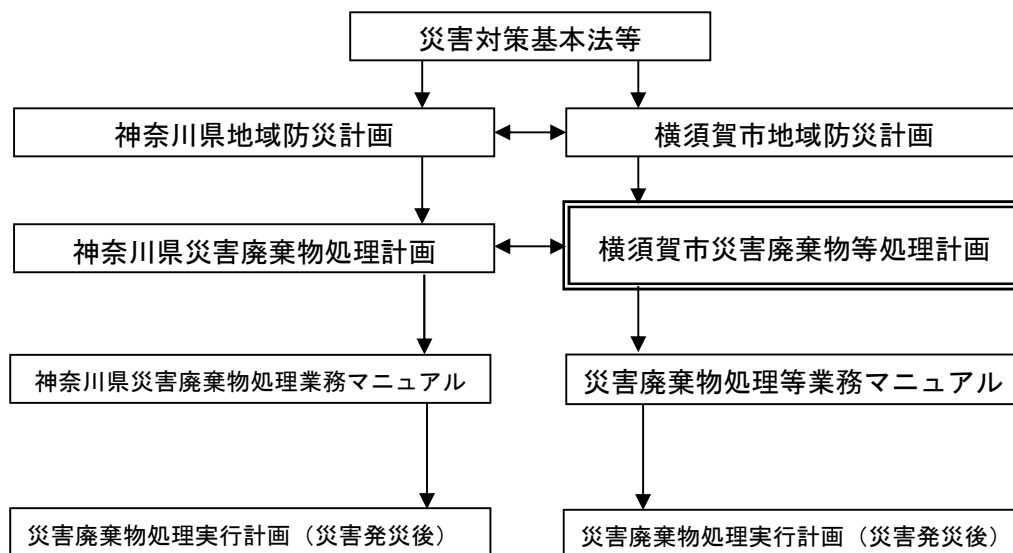 災害対策基本法等
神奈川県地域防災計画
横須賀市地域防災計画
神奈川県災害廃棄物処理計画
横須賀市災害廃棄物等処理計画
神奈川県災害廃棄物処理業務マニュアル
災害廃棄物処理等業務マニュアル
災害廃棄物処理実行計画（災害発災後）
災害廃棄物処理実行計画（災害発災後）